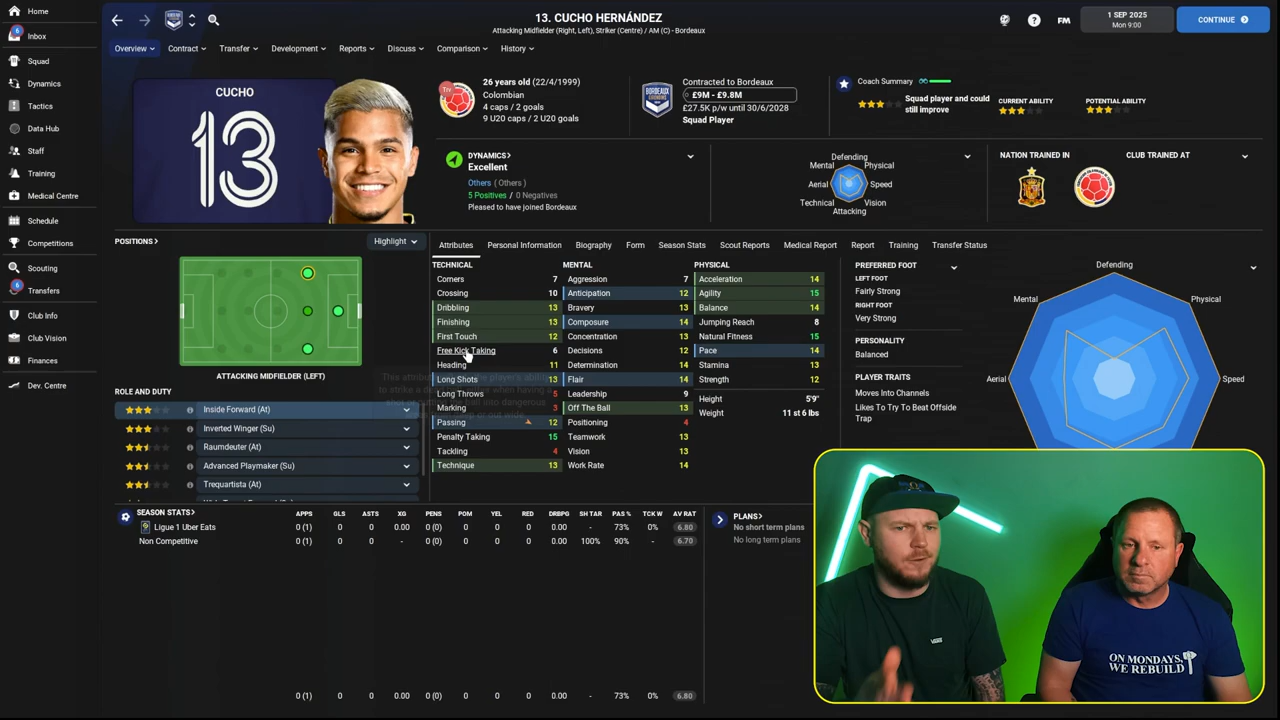 Home
Inbox
6
Squad
Dynamics
Tactics
Data Hub
Staff
Training
Medical Centre
Schedule
Competitions
Scouting
Transfers
6
Club Info
Club Vision
Finances
Dev. Centre
13. CUCHO HERNÁNDEZ
Attacking Midfielder (Right, Left), Striker (Centre) / AM (C) - Bordeaux
FM
1 SEP 2025
Mon 9:00
CONTINUE
Overview
Contract
Transfer
Development
Reports
Discuss
Comparison
History
CUCHO
13
Trn
26 years old (22/4/1999)
Colombian
4 caps / 2 goals
9 U20 caps / 2 U20 goals
BORDEAUX
Contracted to Bordeaux
£9M - £9.8M
£27.5K p/w until 30/6/2028
Squad Player
Coach Summary
Squad player and could
still improve
CURRENT ABILITY
POTENTIAL ABILITY
DYNAMICS>
Excellent
Others ( Others )
5 Positives / 0 Negatives
Pleased to have joined Bordeaux
Defending
Mental
Physical
Aerial
Speed
Technical
Vision
Attacking
NATION TRAINED IN
CLUB TRAINED AT
POSITIONS>
Highlight
ATTACKING MIDFIELDER (LEFT)
ROLE AND DUTY
Inside Forward (At)
Inverted Winger (Su)
Raumdeuter (At)
Advanced Playmaker (Su)
Trequartista (At)
Attributes
Personal Information
Biography
Form
Season Stats
Scout Reports
Medical Report
Report
Training
Transfer Status
TECHNICAL
Corners 7
Crossing 10
Dribbling 13
Finishing 13
First Touch 12
Free Kick Taking 6
Heading 11
Long Shots 13
Long Throws 5
Marking 3
Passing 12
Penalty Taking 15
Tackling 4
Technique 13
MENTAL
Aggression 7
Anticipation 12
Bravery 13
Composure 14
Concentration 13
Decisions 12
Determination 14
Flair 14
Leadership 9
Off The Ball 13
Positioning 4
Teamwork 13
Vision 13
Work Rate 14
PHYSICAL
Acceleration 14
Agility 15
Balance 14
Jumping Reach 8
Natural Fitness 15
Pace 14
Stamina 13
Strength 12
Height 5'9"
Weight 11 st 6 lbs
PREFERRED FOOT
LEFT FOOT
Fairly Strong
RIGHT FOOT
Very Strong
PERSONALITY
Balanced
PLAYER TRAITS
Moves Into Channels
Likes To Try To Beat Offside
Trap
Defending
Mental
Physical
Aerial
Speed
SEASON STATS>
APPS GLS ASTS XG PENS POM YEL RED DRBPG SH TAR PAS % TCK W AV RAT
Ligue 1 Uber Eats 0 (1) 0 0 0.00 0 (0) 0 0 0 0.00 - 73% 0% 6.80
Non Competitive 0 (1) 0 0 - 0 (0) 0 0 0 0.00 100% 90% - 6.70
0 (1) 0 0 0.00 0 (0) 0 0 0 0.00 - 73% 0% 6.80
PLANS>
No short term plans
No long term plans
VANS
ON MONDAYS,
WE REBUILD